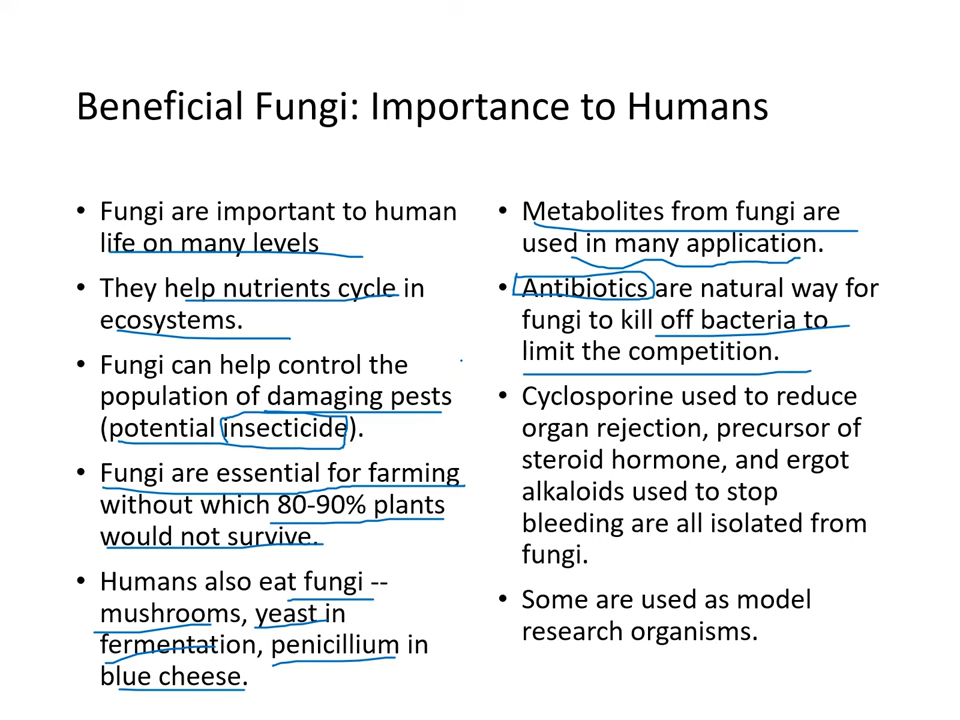 Beneficial Fungi: Importance to Humans
• Fungi are important to human
life on many levels
• They help nutrients cycle in
ecosystems.
• Fungi can help control the
population of damaging pests
(potential insecticide).
• Fungi are essential for farming
without which 80-90% plants
would not survive.
• Humans also eat fungi --
mushrooms, yeast in
fermentation, penicillium in
blue cheese.
• Metabolites from fungi are
used in many application.
• Antibiotics are natural way for
fungi to kill off bacteria to
limit the competition.
• Cyclosporine used to reduce
organ rejection, precursor of
steroid hormone, and ergot
alkaloids used to stop
bleeding are all isolated from
fungi.
• Some are used as model
research organisms.